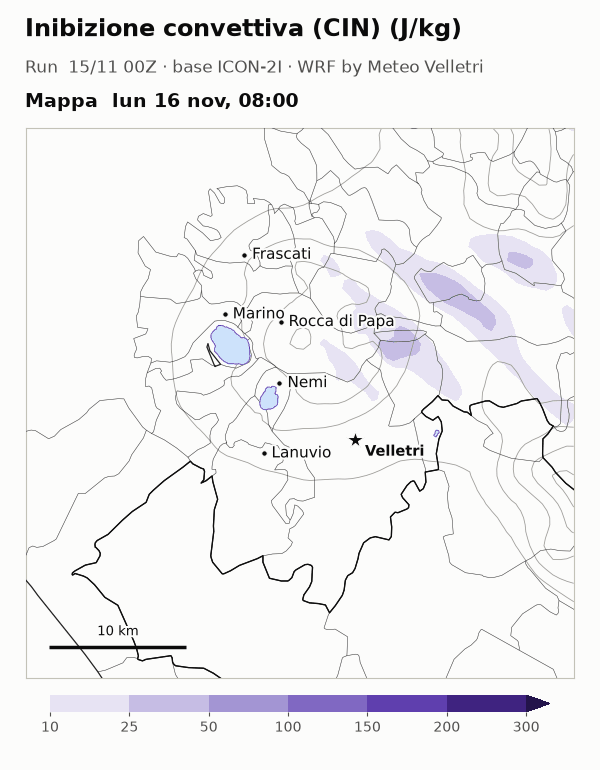 Inibizione convettiva (CIN) (J/kg)
Run  15/11 00Z · base ICON-2I · WRF by Meteo Velletri
Mappa  lun 16 nov, 08:00
Frascati
Marino
Rocca di Papa
Nemi
Velletri
Lanuvio
10 km
10 25 50 100 150 200 300